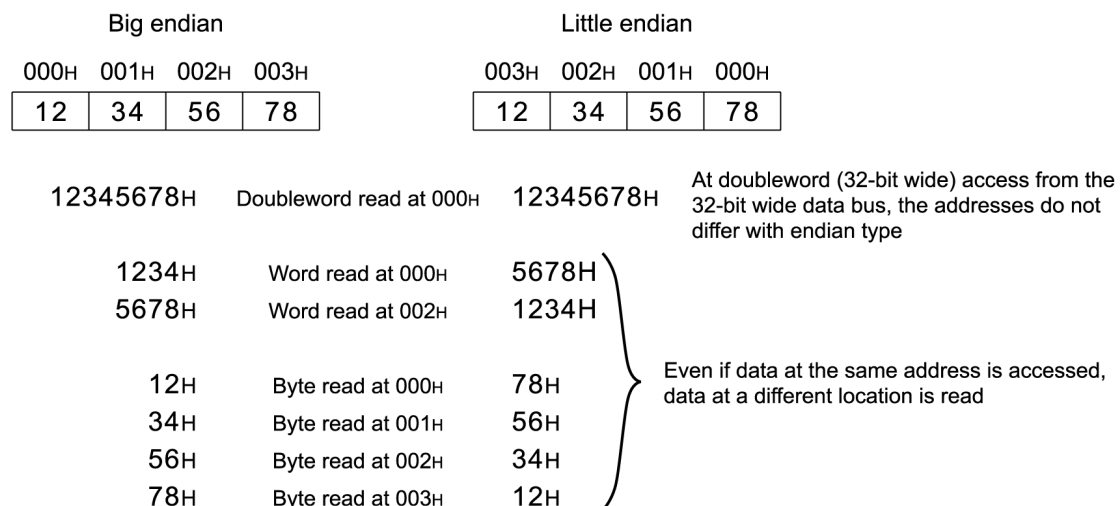 Big endian Little endian
000H 001H 002H 003H 003H 002H 001H 000H
12 34 56 78 12 34 56 78
12345678H Doubleword read at 000H 12345678H
At doubleword (32-bit wide) access from the
32-bit wide data bus, the addresses do not
differ with endian type
1234H Word read at 000H 5678H
5678H Word read at 002H 1234H
12H Byte read at 000H 78H
34H Byte read at 001H 56H
56H Byte read at 002H 34H
78H Byte read at 003H 12H
Even if data at the same address is accessed,
data at a different location is read